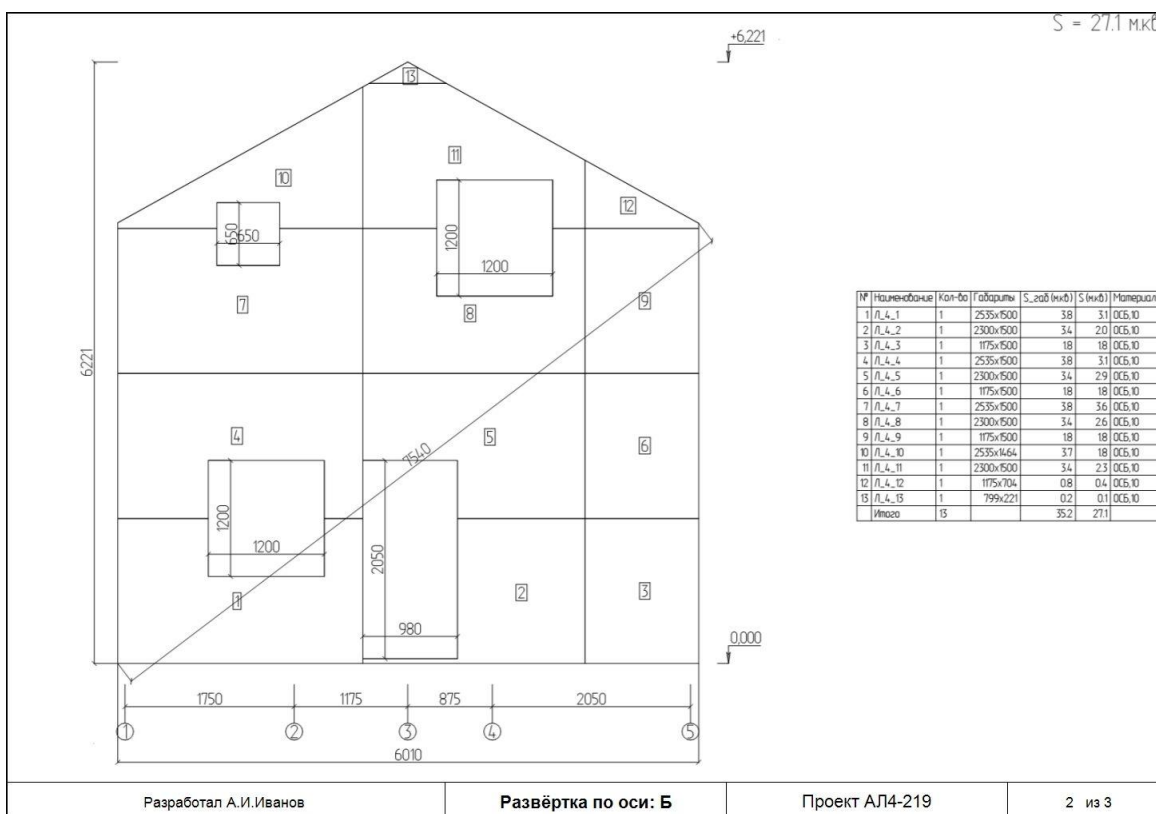 S = 27.1 м.кв
+6,221
13
11
10
12
650
650
1200
1200
7
8
9
6221
4
5
6
7540
1200
1200
2050
980
1
2
3
0,000
1750 1175 875 2050
1 2 3 4 5
6010
№ Наименование Кол-во Габариты S_габ (м.кв) S (м.кв) Материал
1 Л_4_1 1 2535x1500 3.8 3.1 ОСБ,10
2 Л_4_2 1 2300x1500 3.4 2.0 ОСБ,10
3 Л_4_3 1 1175x1500 1.8 1.8 ОСБ,10
4 Л_4_4 1 2535x1500 3.8 3.1 ОСБ,10
5 Л_4_5 1 2300x1500 3.4 2.9 ОСБ,10
6 Л_4_6 1 1175x1500 1.8 1.8 ОСБ,10
7 Л_4_7 1 2535x1500 3.8 3.6 ОСБ,10
8 Л_4_8 1 2300x1500 3.4 2.6 ОСБ,10
9 Л_4_9 1 1175x1500 1.8 1.8 ОСБ,10
10 Л_4_10 1 2535x1464 3.7 1.8 ОСБ,10
11 Л_4_11 1 2300x1500 3.4 2.3 ОСБ,10
12 Л_4_12 1 1175x704 0.8 0.4 ОСБ,10
13 Л_4_13 1 799x221 0.2 0.1 ОСБ,10
Итого 13 35.2 27.1
Разработал А.И.Иванов Развёртка по оси: Б Проект АЛ4-219 2 из 3